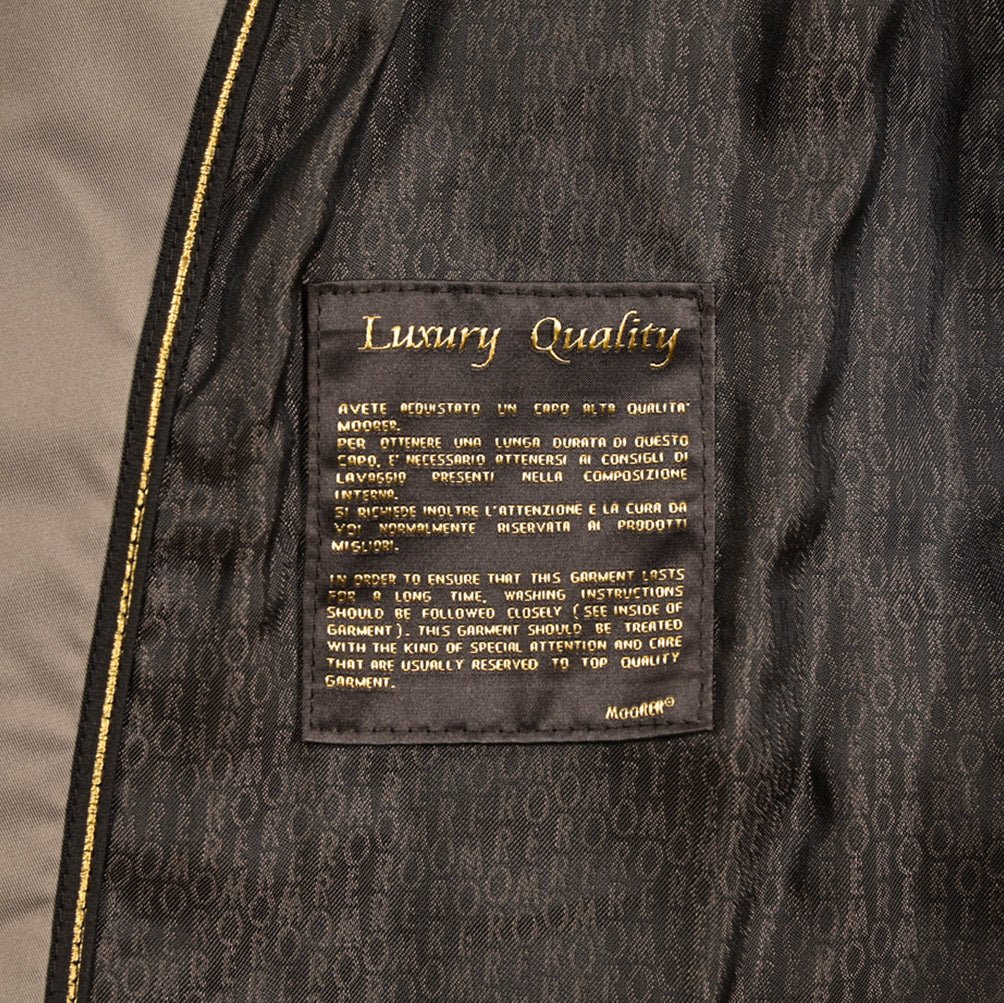 Luxury Quality
AVETE ACQUISTATO UN CAPO ALTA QUALITA'
MOORER.
PER OTTENERE UNA LUNGA DURATA DI QUESTO
CAPO, E' NECESSARIO ATTENERSI AI CONSIGLI DI
LAVAGGIO PRESENTI NELLA COMPOSIZIONE
INTERNA.
SI RICHIEDE INOLTRE L'ATTENZIONE E LA CURA DA
VOI NORMALMENTE RISERVATA AI PRODOTTI
MIGLIORI.
IN ORDER TO ENSURE THAT THIS GARMENT LASTS
FOR A LONG TIME, WASHING INSTRUCTIONS
SHOULD BE FOLLOWED CLOSELY (SEE INSIDE OF
GARMENT). THIS GARMENT SHOULD BE TREATED
WITH THE KIND OF SPECIAL ATTENTION AND CARE
THAT ARE USUALLY RESERVED TO TOP QUALITY
GARMENT.
MOORER®